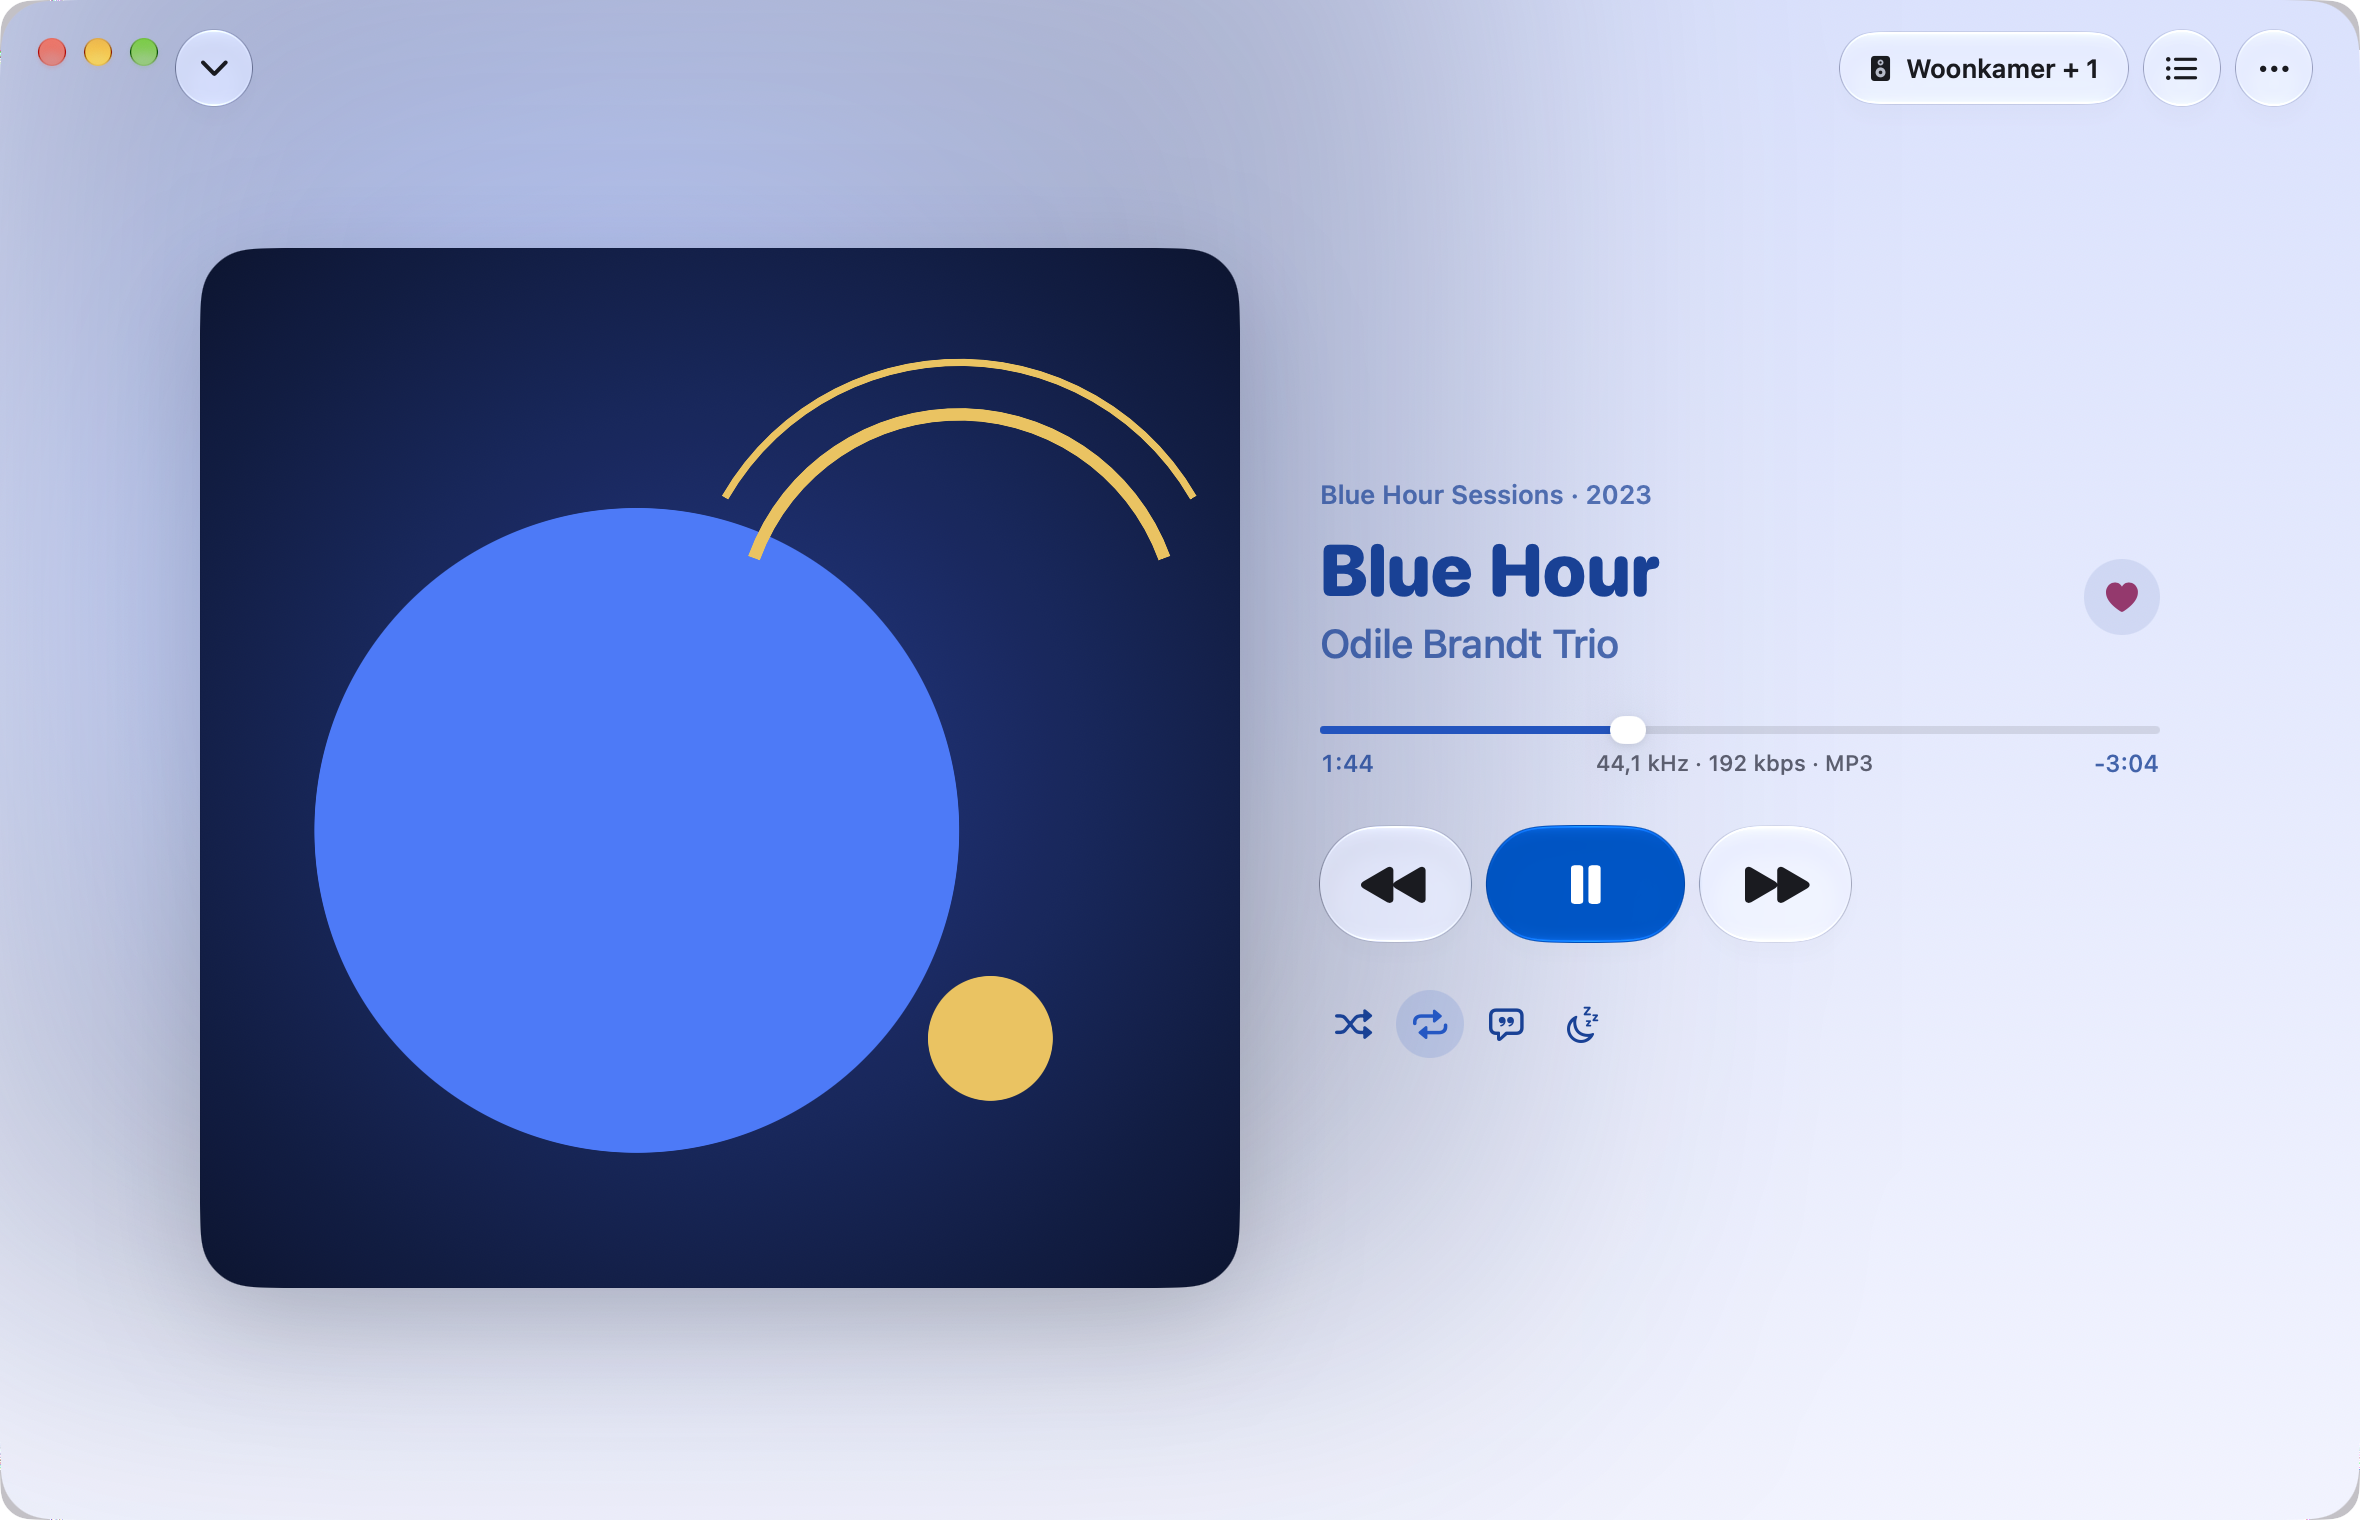 Woonkamer + 1
Blue Hour Sessions · 2023
Blue Hour
Odile Brandt Trio
1:44
44,1 kHz · 192 kbps · MP3
-3:04